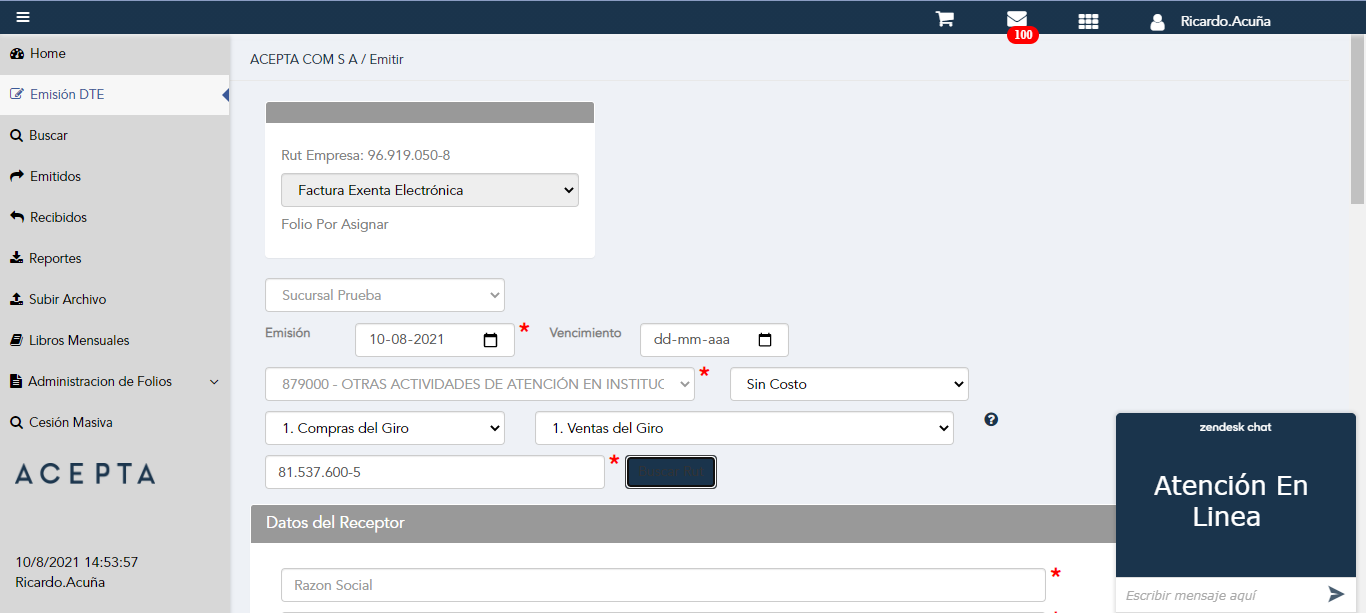 100
Ricardo.Acuña
Home
Emisión DTE
Buscar
Emitidos
Recibidos
Reportes
Subir Archivo
Libros Mensuales
Administracion de Folios
Cesión Masiva
ACEPTA
10/8/2021 14:53:57
Ricardo.Acuña
ACEPTA COM S A / Emitir
Rut Empresa: 96.919.050-8
Factura Exenta Electrónica
Folio Por Asignar
Sucursal Prueba
Emisión 10-08-2021 * Vencimiento dd-mm-aaa
879000 - OTRAS ACTIVIDADES DE ATENCIÓN EN INSTITUC * Sin Costo
1. Compras del Giro 1. Ventas del Giro ?
81.537.600-5 *
Datos del Receptor
Razon Social *
zendesk chat
Atención En
Linea
Escribir mensaje aquí